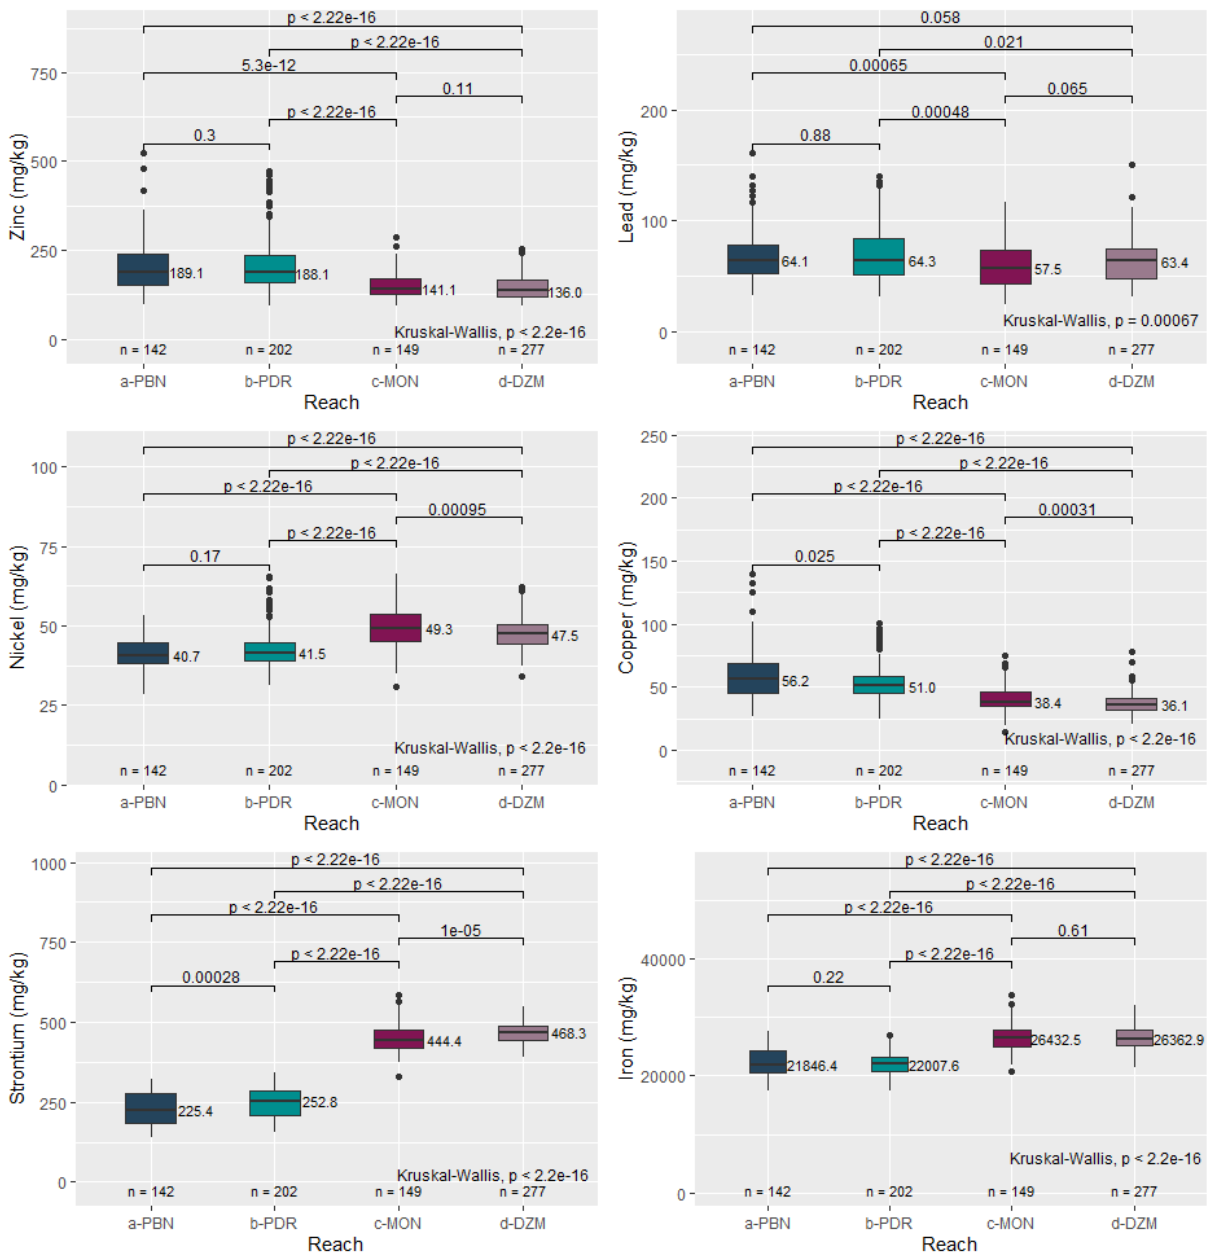 p < 2.22e-16
p < 2.22e-16
750
5.3e-12
0.11
p < 2.22e-16
0.3
500
Zinc (mg/kg)
250
189.1
188.1
141.1
136.0
Kruskal-Wallis, p < 2.2e-16
0
n = 142
n = 202
n = 149
n = 277
a-PBN
b-PDR
c-MON
d-DZM
Reach
0.058
0.021
0.00065
0.065
200
0.00048
0.88
Lead (mg/kg)
100
64.1
64.3
57.5
63.4
Kruskal-Wallis, p = 0.00067
0
n = 142
n = 202
n = 149
n = 277
a-PBN
b-PDR
c-MON
d-DZM
Reach
p < 2.22e-16
p < 2.22e-16
100
p < 2.22e-16
0.00095
p < 2.22e-16
75
0.17
Nickel (mg/kg)
50
40.7
41.5
49.3
47.5
25
Kruskal-Wallis, p < 2.2e-16
0
n = 142
n = 202
n = 149
n = 277
a-PBN
b-PDR
c-MON
d-DZM
Reach
250
p < 2.22e-16
p < 2.22e-16
200
p < 2.22e-16
0.00031
p < 2.22e-16
150
0.025
Copper (mg/kg)
100
50
56.2
51.0
38.4
36.1
Kruskal-Wallis, p < 2.2e-16
0
n = 142
n = 202
n = 149
n = 277
a-PBN
b-PDR
c-MON
d-DZM
Reach
1000
p < 2.22e-16
p < 2.22e-16
p < 2.22e-16
750
1e-05
p < 2.22e-16
0.00028
Strontium (mg/kg)
500
444.4
468.3
250
225.4
252.8
Kruskal-Wallis, p < 2.2e-16
0
n = 142
n = 202
n = 149
n = 277
a-PBN
b-PDR
c-MON
d-DZM
Reach
p < 2.22e-16
p < 2.22e-16
p < 2.22e-16
0.61
40000
p < 2.22e-16
0.22
Iron (mg/kg)
20000
21846.4
22007.6
26432.5
26362.9
Kruskal-Wallis, p < 2.2e-16
0
n = 142
n = 202
n = 149
n = 277
a-PBN
b-PDR
c-MON
d-DZM
Reach